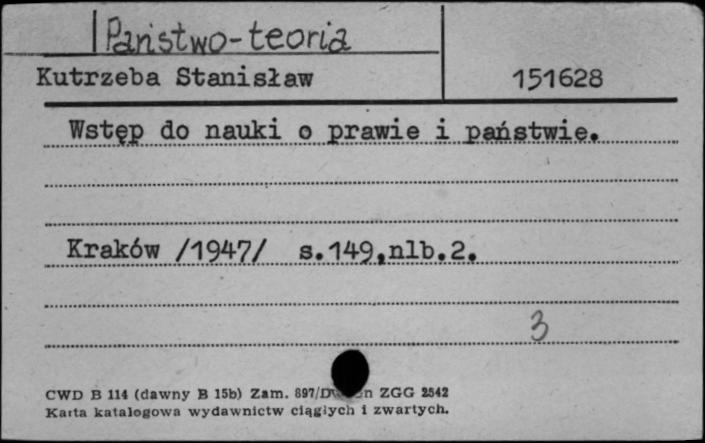 Państwo-teoria
Kutrzeba Stanisław 151628
Wstęp do nauki o prawie i państwie.
Kraków /1947/ s.149,nlb.2.
3
CWD B 114 (dawny B 15b) Zam. 697/ ZGG 2542
Karta katalogowa wydawnictw ciągłych i zwartych.